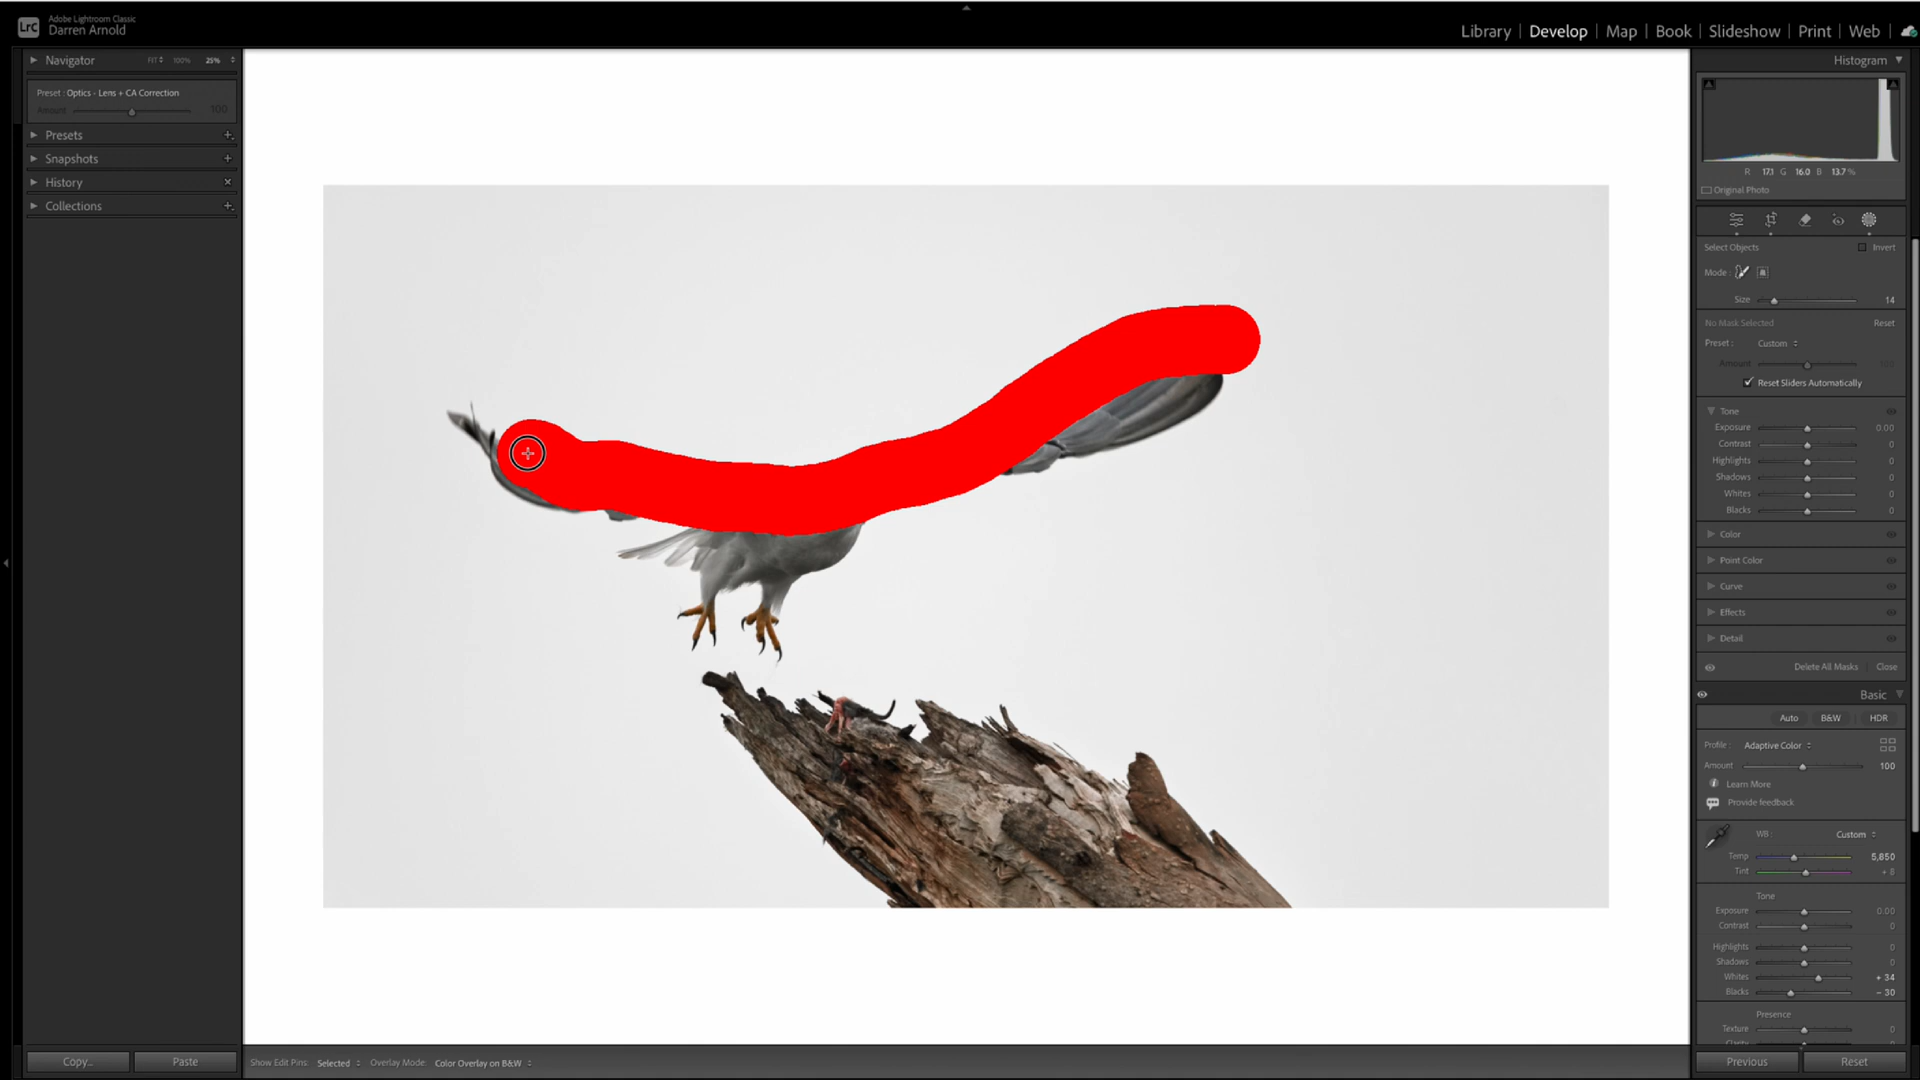 LrC
Adobe Lightroom Classic
Darren Arnold
Library | Develop | Map | Book | Slideshow | Print | Web
Navigator FIT 100% 25%
Preset : Optics - Lens + CA Correction
Amount 100
Presets
Snapshots
History
Collections
Copy... Paste
Show Edit Pins: Selected Overlay Mode: Color Overlay on B&W
Histogram
R 17.1 G 16.0 B 13.7 %
Original Photo
Select Objects Invert
Mode :
Size 14
No Mask Selected Reset
Preset : Custom
Amount 100
Reset Sliders Automatically
Tone
Exposure 0.00
Contrast 0
Highlights 0
Shadows 0
Whites 0
Blacks 0
Color
Point Color
Curve
Effects
Detail
Delete All Masks Close
Basic
Auto B&W HDR
Profile : Adaptive Color
Amount 100
Learn More
Provide feedback
WB : Custom
Temp 5,850
Tint + 8
Tone
Exposure 0.00
Contrast 0
Highlights 0
Shadows 0
Whites + 34
Blacks - 30
Presence
Texture 0
Clarity
Previous Reset